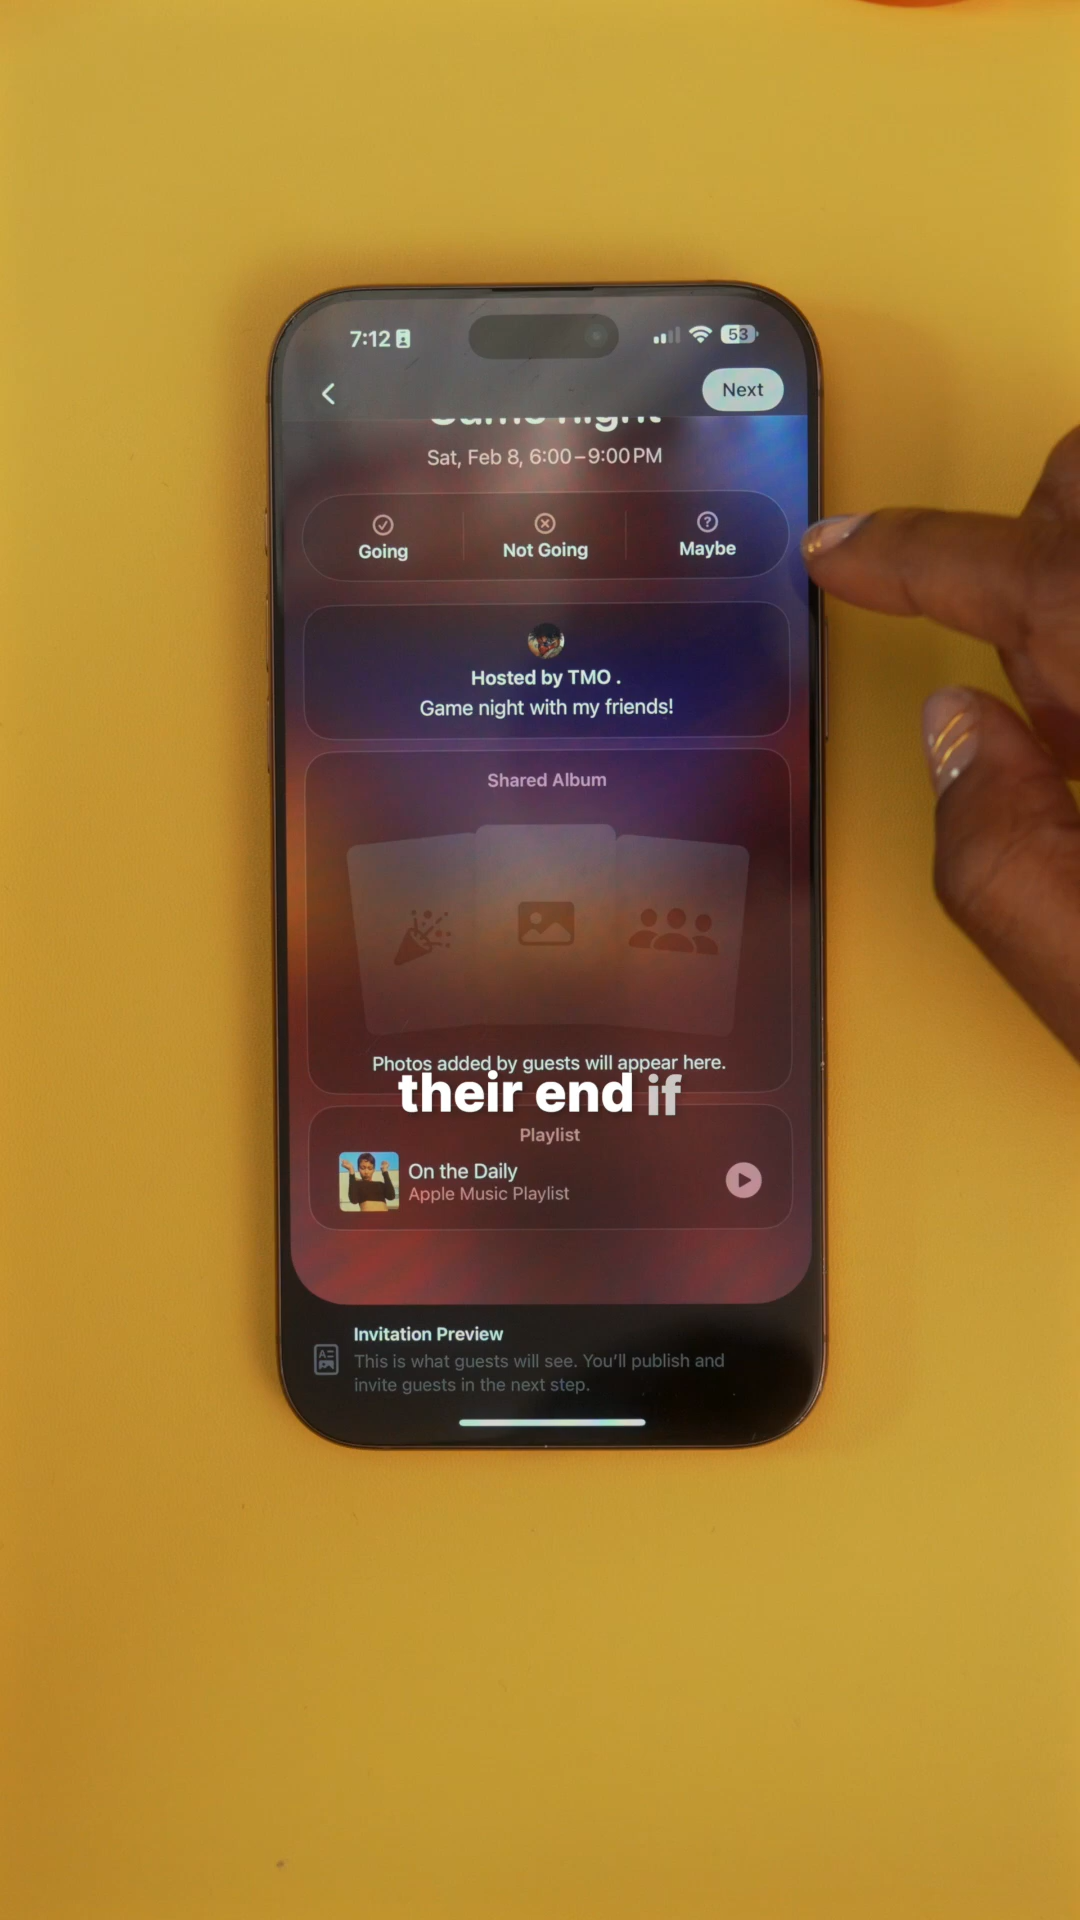 7:12
53
Next
Game night
Sat, Feb 8, 6:00–9:00 PM
Going
Not Going
Maybe
Hosted by TMO .
Game night with my friends!
Shared Album
Photos added by guests will appear here.
their end if
Playlist
On the Daily
Apple Music Playlist
Invitation Preview
This is what guests will see. You'll publish and
invite guests in the next step.